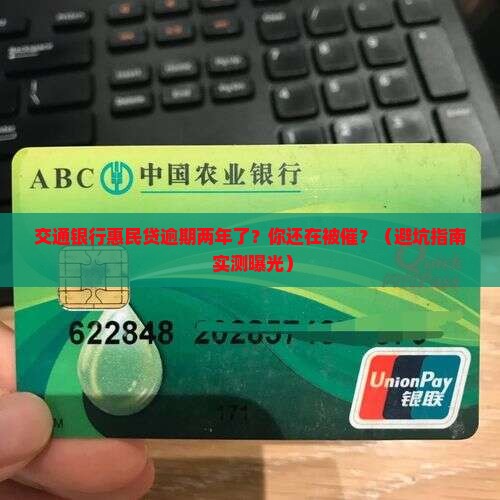 ABC 中国农业银行
交通银行惠民贷逾期两年了？你还在被催？（避坑指南
实测曝光）
622848
UnionPay
银联
171